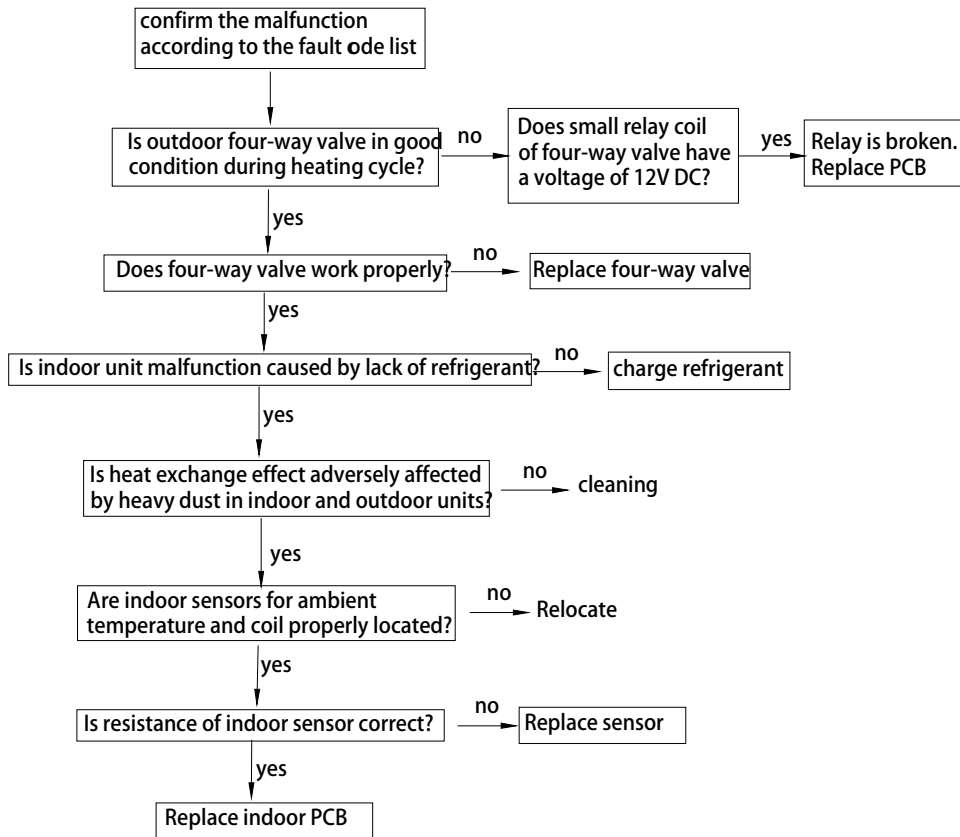 confirm the malfunction
according to the fault ode list
Is outdoor four-way valve in good
condition during heating cycle?
no
Does small relay coil
of four-way valve have
a voltage of 12V DC?
yes
Relay is broken.
Replace PCB
yes
Does four-way valve work properly?
no
Replace four-way valve
yes
Is indoor unit malfunction caused by lack of refrigerant?
no
charge refrigerant
yes
Is heat exchange effect adversely affected
by heavy dust in indoor and outdoor units?
no
cleaning
yes
Are indoor sensors for ambient
temperature and coil properly located?
no
Relocate
yes
Is resistance of indoor sensor correct?
no
Replace sensor
yes
Replace indoor PCB